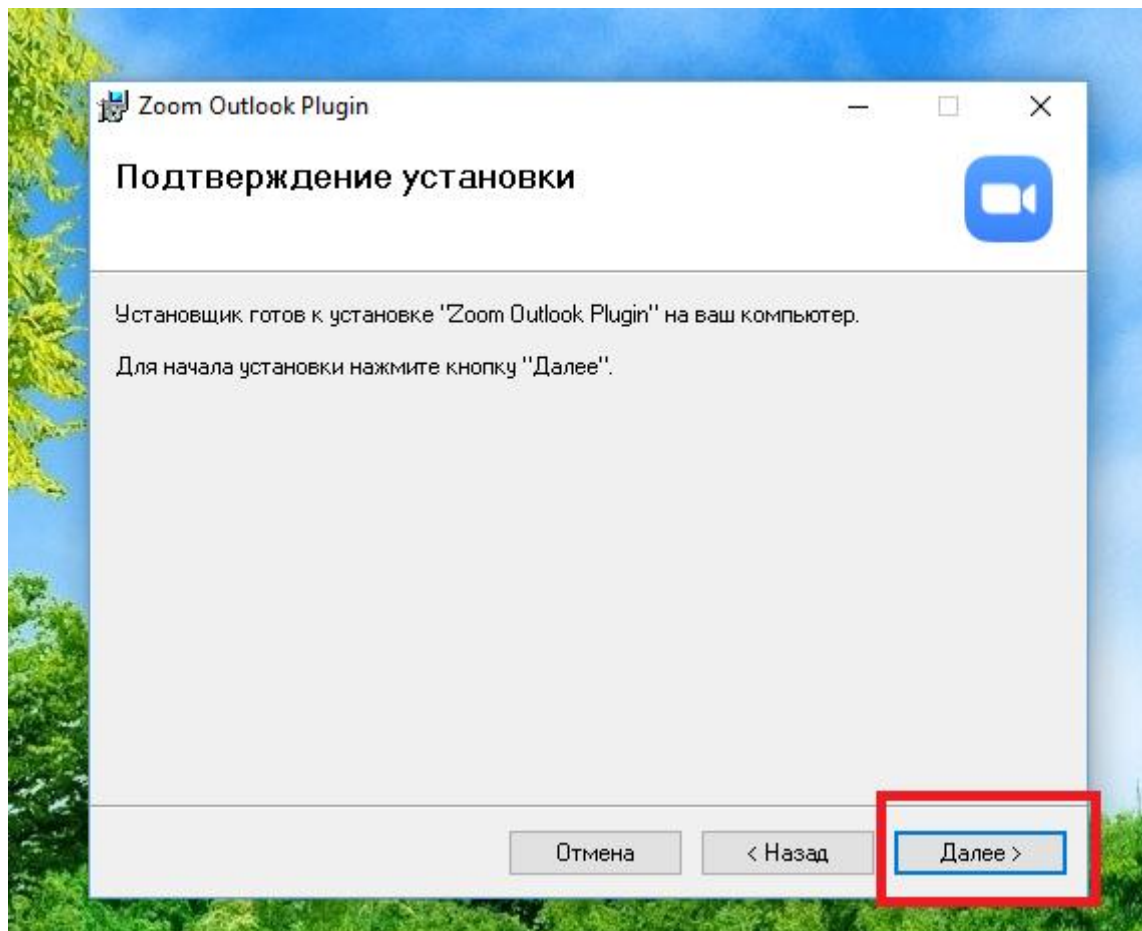 Zoom Outlook Plugin
Подтверждение установки
Установщик готов к установке "Zoom Outlook Plugin" на ваш компьютер.
Для начала установки нажмите кнопку "Далее".
Отмена
< Назад
Далее >